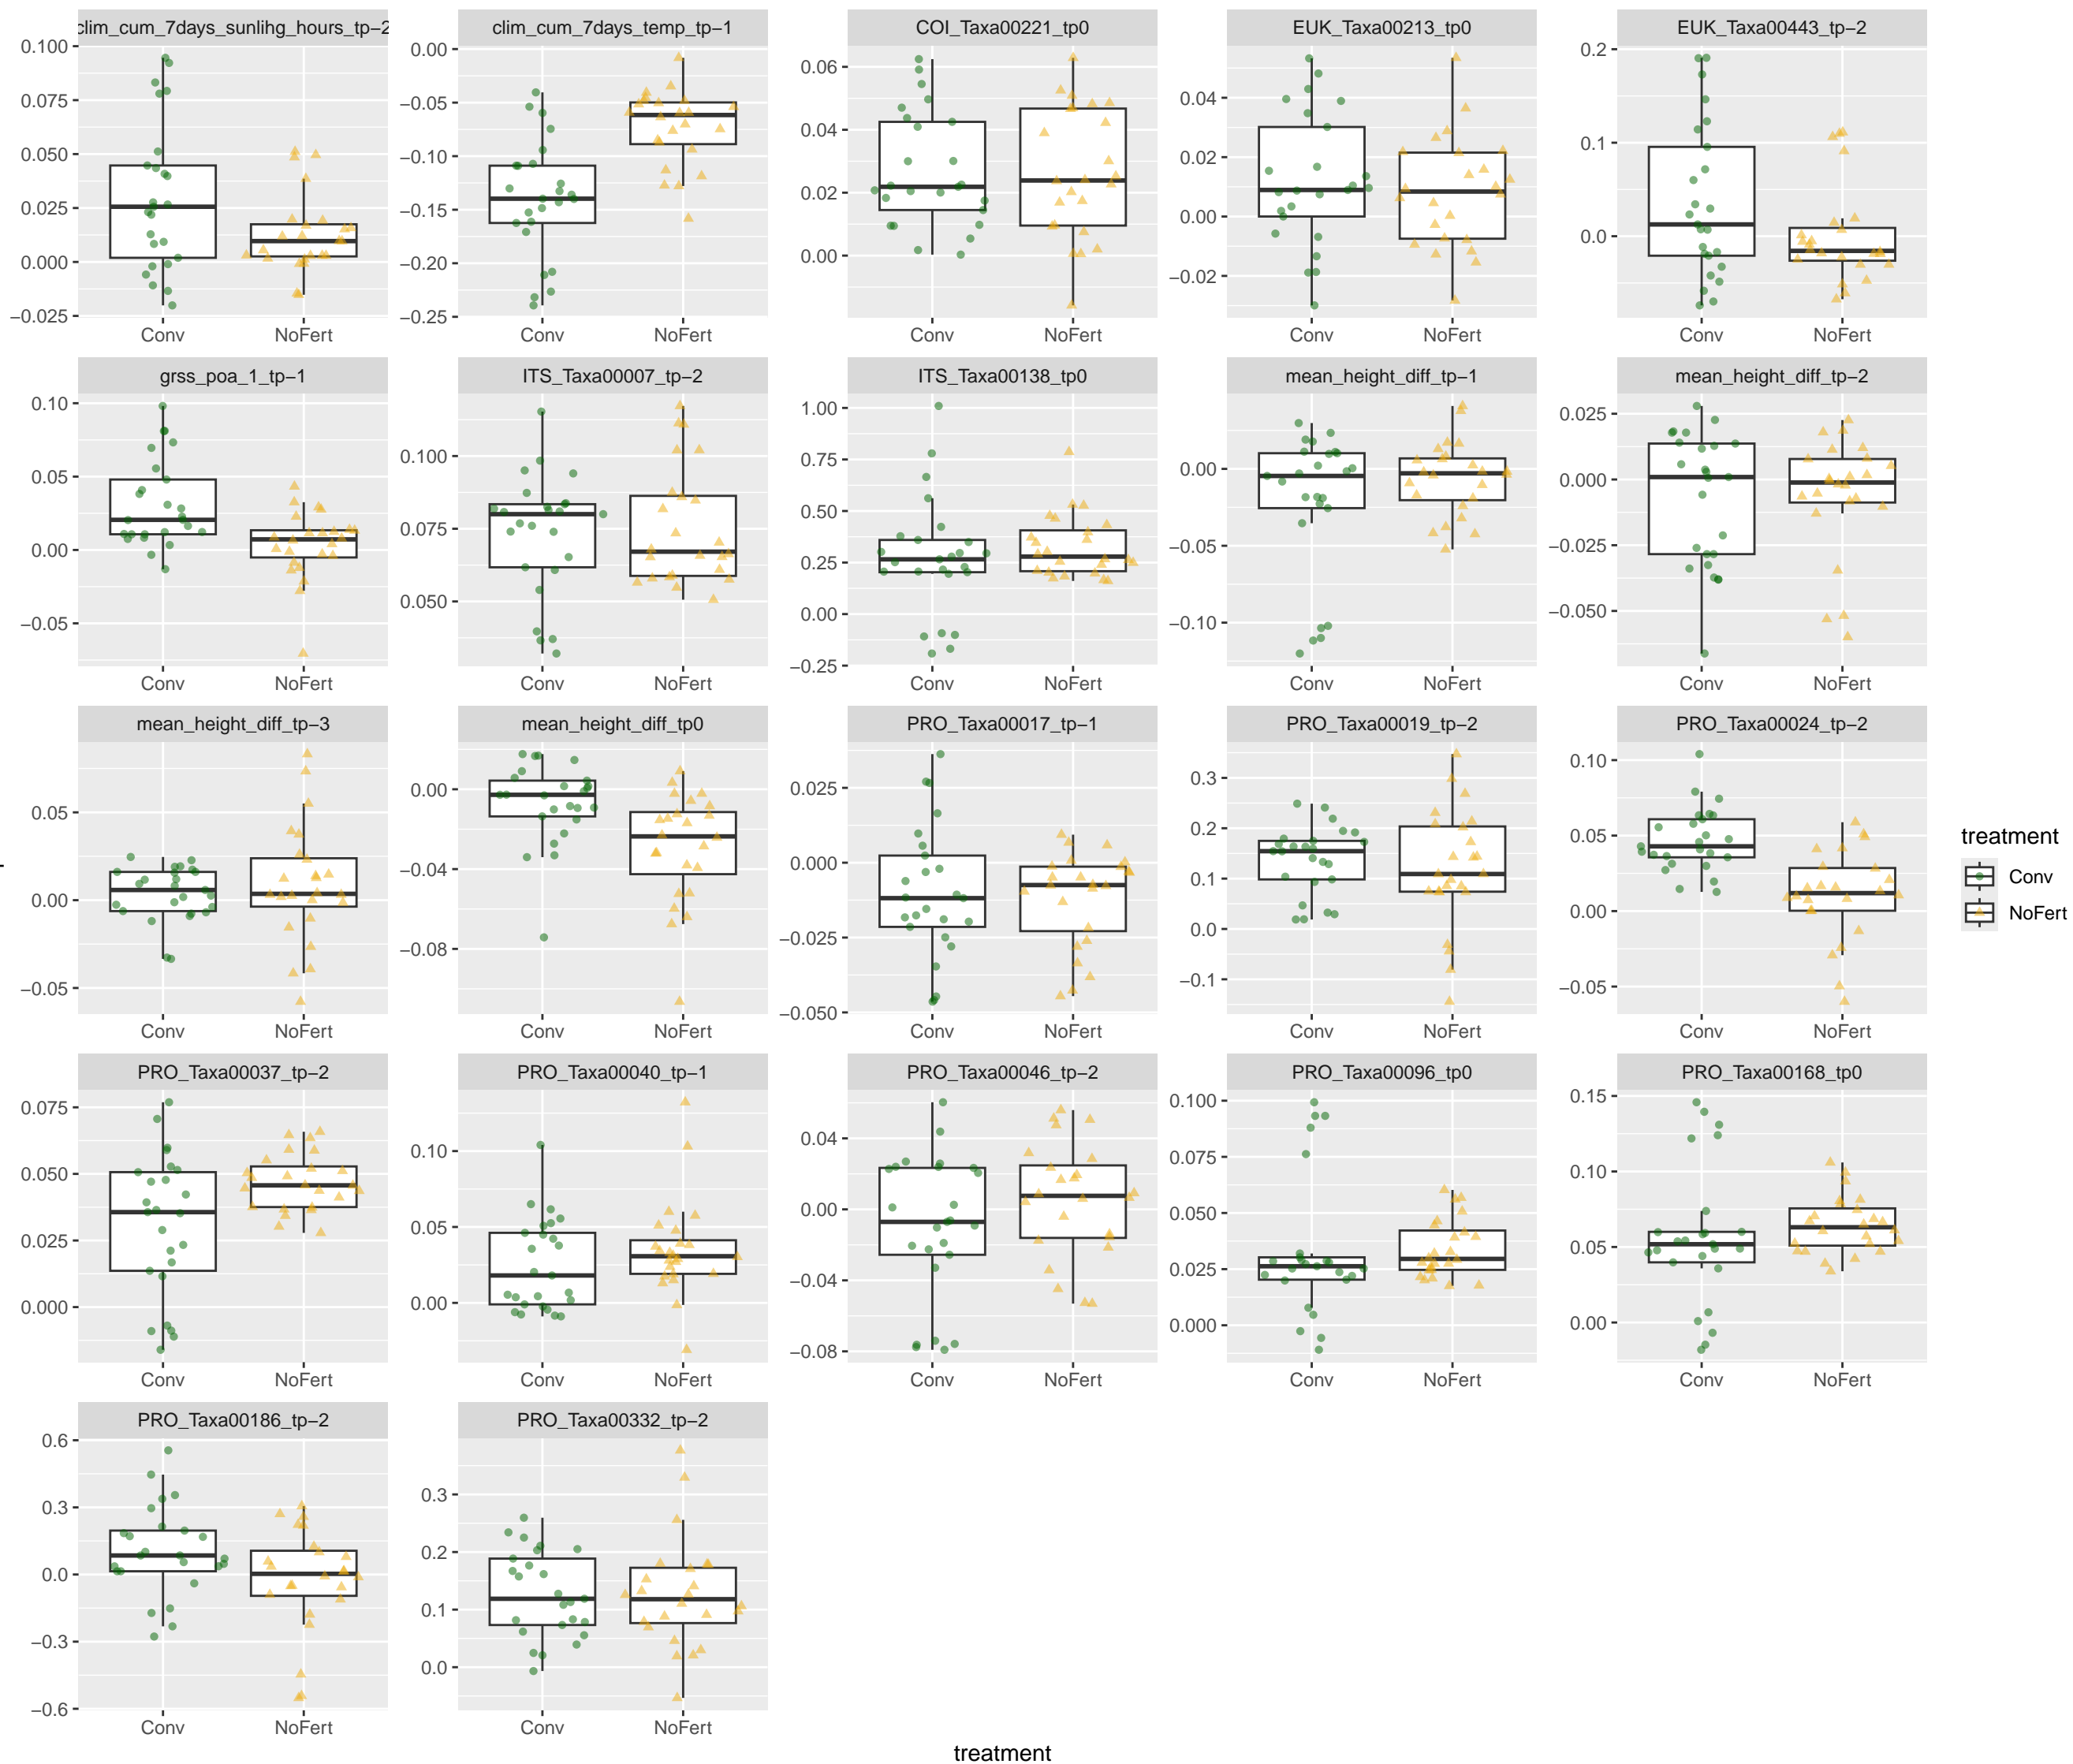 clim_cum_7days_sunlihg_hours_tp−2 clim_cum_7days_temp_tp−1 COI_Taxa00221_tp0 EUK_Taxa00213_tp0 EUK_Taxa00443_tp−2
0.100 0.075 0.050 0.025 0.000 −0.025
0.00 −0.05 −0.10 −0.15 −0.20 −0.25
0.06 0.04 0.02 0.00
0.04 0.02 0.00 −0.02
0.2 0.1 0.0
Conv NoFert Conv NoFert Conv NoFert Conv NoFert Conv NoFert
grss_poa_1_tp−1 ITS_Taxa00007_tp−2 ITS_Taxa00138_tp0 mean_height_diff_tp−1 mean_height_diff_tp−2
0.10 0.05 0.00 −0.05
0.100 0.075 0.050
1.00 0.75 0.50 0.25 0.00 −0.25
0.00 −0.05 −0.10
0.025 0.000 −0.025 −0.050
Conv NoFert Conv NoFert Conv NoFert Conv NoFert Conv NoFert
mean_height_diff_tp−3 mean_height_diff_tp0 PRO_Taxa00017_tp−1 PRO_Taxa00019_tp−2 PRO_Taxa00024_tp−2
0.05 0.00 −0.05
0.00 −0.04 −0.08
0.025 0.000 −0.025 −0.050
0.3 0.2 0.1 0.0 −0.1
0.10 0.05 0.00 −0.05
Conv NoFert Conv NoFert Conv NoFert Conv NoFert Conv NoFert
PRO_Taxa00037_tp−2 PRO_Taxa00040_tp−1 PRO_Taxa00046_tp−2 PRO_Taxa00096_tp0 PRO_Taxa00168_tp0
0.075 0.050 0.025 0.000
0.10 0.05 0.00
0.04 0.00 −0.04 −0.08
0.100 0.075 0.050 0.025 0.000
0.15 0.10 0.05 0.00
Conv NoFert Conv NoFert Conv NoFert Conv NoFert Conv NoFert
PRO_Taxa00186_tp−2 PRO_Taxa00332_tp−2
0.6 0.3 0.0 −0.3 −0.6
0.3 0.2 0.1 0.0
Conv NoFert Conv NoFert
treatment
treatment
Conv
NoFert